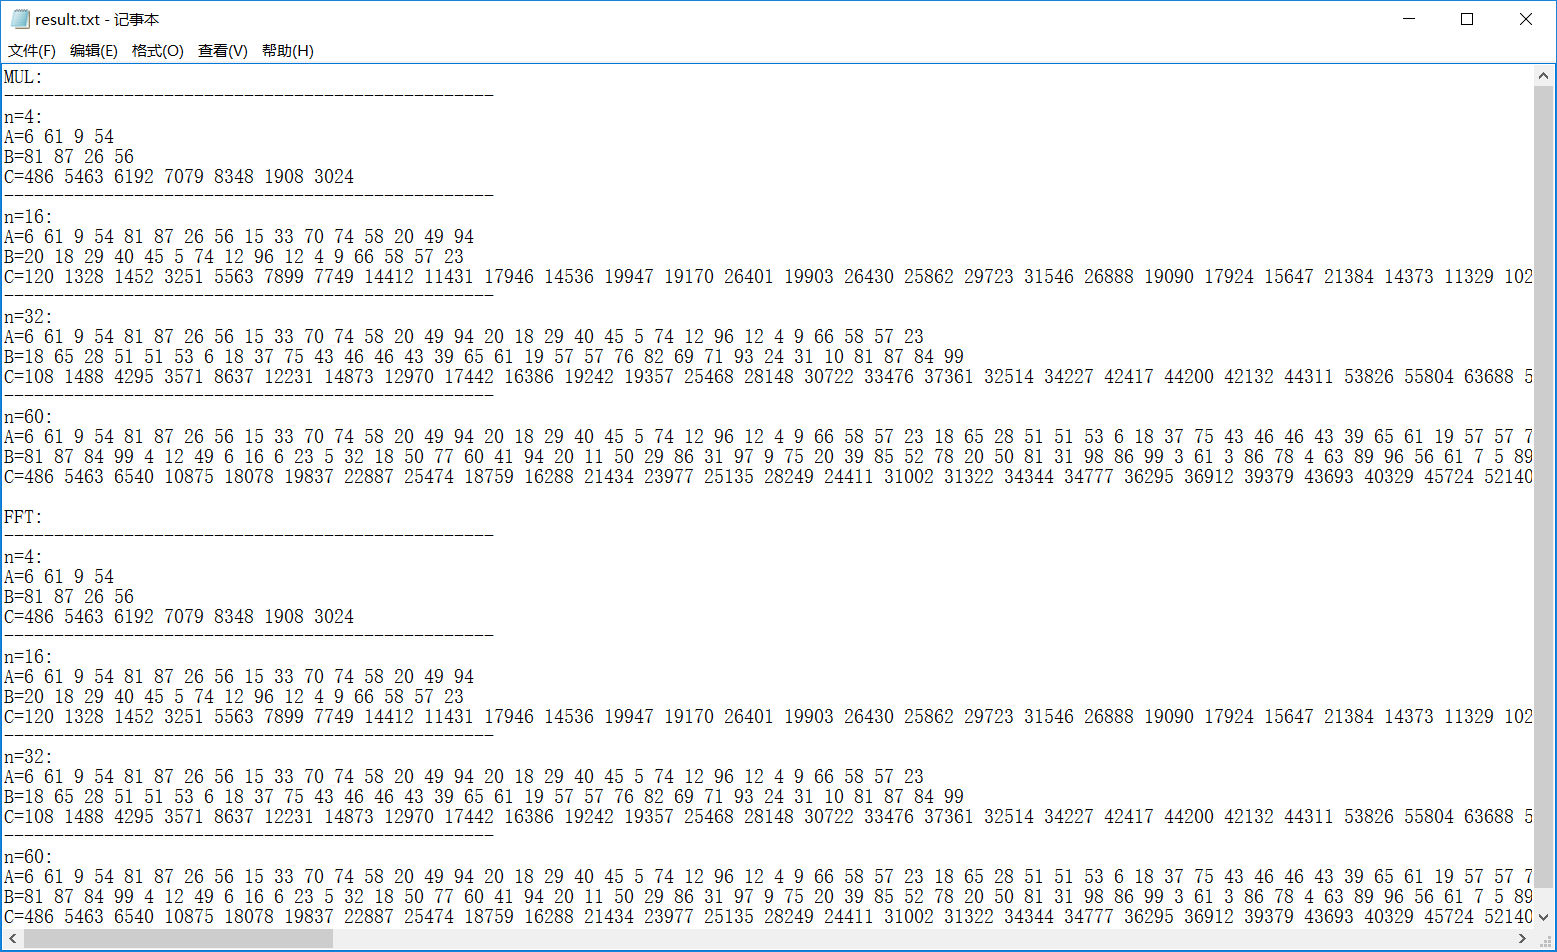 result.txt - 记事本
文件(F) 编辑(E) 格式(O) 查看(V) 帮助(H)
MUL:
-------------------------------------------------
n=4:
A=6 61 9 54
B=81 87 26 56
C=486 5463 6192 7079 8348 1908 3024
-------------------------------------------------
n=16:
A=6 61 9 54 81 87 26 56 15 33 70 74 58 20 49 94
B=20 18 29 40 45 5 74 12 96 12 4 9 66 58 57 23
C=120 1328 1452 3251 5563 7899 7749 14412 11431 17946 14536 19947 19170 26401 19903 26430 25862 29723 31546 26888 19090 17924 15647 21384 14373 11329 102
-------------------------------------------------
n=32:
A=6 61 9 54 81 87 26 56 15 33 70 74 58 20 49 94 20 18 29 40 45 5 74 12 96 12 4 9 66 58 57 23
B=18 65 28 51 51 53 6 18 37 75 43 46 46 43 39 65 61 19 57 57 76 82 69 71 93 24 31 10 81 87 84 99
C=108 1488 4295 3571 8637 12231 14873 12970 17442 16386 19242 19357 25468 28148 30722 33476 37361 32514 34227 42417 44200 42132 44311 53826 55804 63688 5
-------------------------------------------------
n=60:
A=6 61 9 54 81 87 26 56 15 33 70 74 58 20 49 94 20 18 29 40 45 5 74 12 96 12 4 9 66 58 57 23 18 65 28 51 51 53 6 18 37 75 43 46 46 43 39 65 61 19 57 57 7
B=81 87 84 99 4 12 49 6 16 6 23 5 32 18 50 77 60 41 94 20 11 50 29 86 31 97 9 75 20 39 85 52 78 20 50 81 31 98 86 99 3 61 3 86 78 4 63 89 96 56 61 7 5 89
C=486 5463 6540 10875 18078 19837 22887 25474 18759 16288 21434 23977 25135 28249 24411 31002 31322 34344 34777 36295 36912 39379 43693 40329 45724 52140
FFT:
-------------------------------------------------
n=4:
A=6 61 9 54
B=81 87 26 56
C=486 5463 6192 7079 8348 1908 3024
-------------------------------------------------
n=16:
A=6 61 9 54 81 87 26 56 15 33 70 74 58 20 49 94
B=20 18 29 40 45 5 74 12 96 12 4 9 66 58 57 23
C=120 1328 1452 3251 5563 7899 7749 14412 11431 17946 14536 19947 19170 26401 19903 26430 25862 29723 31546 26888 19090 17924 15647 21384 14373 11329 102
-------------------------------------------------
n=32:
A=6 61 9 54 81 87 26 56 15 33 70 74 58 20 49 94 20 18 29 40 45 5 74 12 96 12 4 9 66 58 57 23
B=18 65 28 51 51 53 6 18 37 75 43 46 46 43 39 65 61 19 57 57 76 82 69 71 93 24 31 10 81 87 84 99
C=108 1488 4295 3571 8637 12231 14873 12970 17442 16386 19242 19357 25468 28148 30722 33476 37361 32514 34227 42417 44200 42132 44311 53826 55804 63688 5
-------------------------------------------------
n=60:
A=6 61 9 54 81 87 26 56 15 33 70 74 58 20 49 94 20 18 29 40 45 5 74 12 96 12 4 9 66 58 57 23 18 65 28 51 51 53 6 18 37 75 43 46 46 43 39 65 61 19 57 57 7
B=81 87 84 99 4 12 49 6 16 6 23 5 32 18 50 77 60 41 94 20 11 50 29 86 31 97 9 75 20 39 85 52 78 20 50 81 31 98 86 99 3 61 3 86 78 4 63 89 96 56 61 7 5 89
C=486 5463 6540 10875 18078 19837 22887 25474 18759 16288 21434 23977 25135 28249 24411 31002 31322 34344 34777 36295 36912 39379 43693 40329 45724 52140